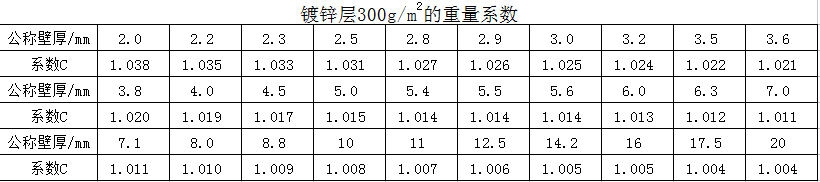 镀锌层300g/m²的重量系数
公称壁厚/mm 2.0 2.2 2.3 2.5 2.8 2.9 3.0 3.2 3.5 3.6
系数C 1.038 1.035 1.033 1.031 1.027 1.026 1.025 1.024 1.022 1.021
公称壁厚/mm 3.8 4.0 4.5 5.0 5.4 5.5 5.6 6.0 6.3 7.0
系数C 1.020 1.019 1.017 1.015 1.014 1.014 1.014 1.013 1.012 1.011
公称壁厚/mm 7.1 8.0 8.8 10 11 12.5 14.2 16 17.5 20
系数C 1.011 1.010 1.009 1.008 1.007 1.006 1.005 1.005 1.004 1.004